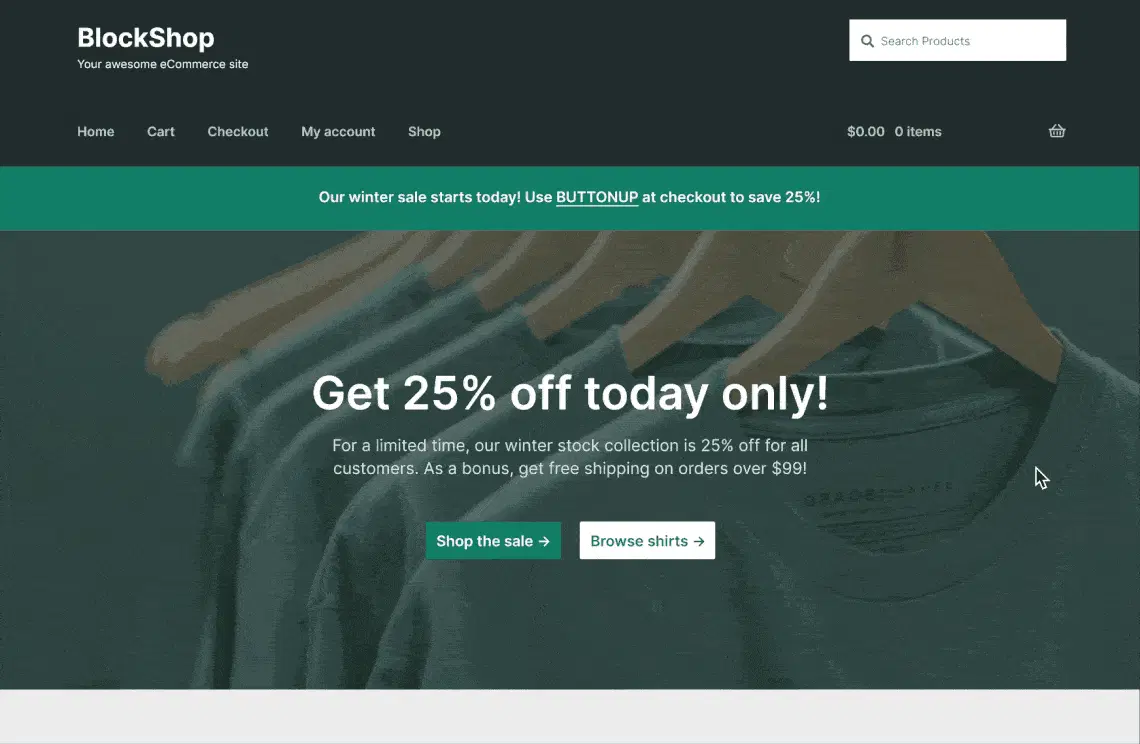 BlockShop
Your awesome eCommerce site
Search Products
Home Cart Checkout My account Shop
$0.00 0 items
Our winter sale starts today! Use BUTTONUP at checkout to save 25%!
Get 25% off today only!
For a limited time, our winter stock collection is 25% off for all
customers. As a bonus, get free shipping on orders over $99!
Shop the sale →
Browse shirts →